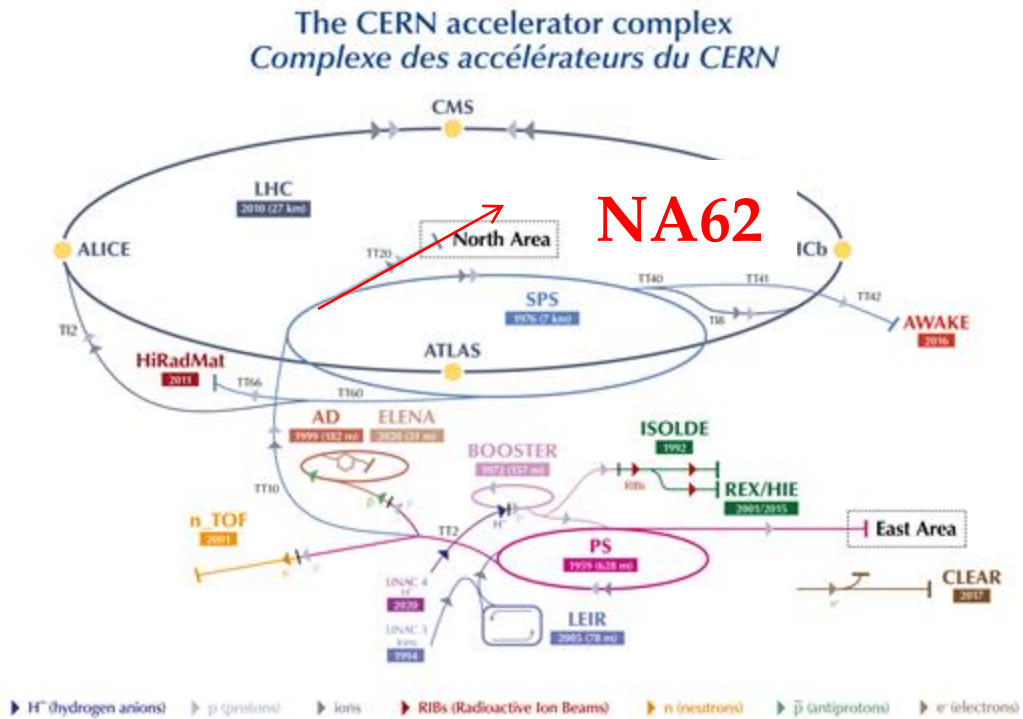 The CERN accelerator complex
Complexe des accélérateurs du CERN
CMS
LHC
2010 (27 km)
NA62
ALICE
North Area
ICb
TT20
TT40
TT41
TT42
SPS
1976 (7 km)
TI8
AWAKE
2016
TI2
ATLAS
HiRadMat
2011
TT66
TT60
AD
1999 (182 m)
ELENA
2020 (31 m)
ISOLDE
1992
BOOSTER
1972 (157 m)
RIBs
REX/HIE
2001/2015
TT10
p̄
p
n_TOF
2001
H⁻
p
TT2
East Area
PS
1959 (628 m)
n
p
LINAC 4
H⁻
2020
CLEAR
2017
e⁻
LEIR
2005 (78 m)
LINAC 3
Ions
1994
H⁻ (hydrogen anions)
p (protons)
ions
RIBs (Radioactive Ion Beams)
n (neutrons)
p̄ (antiprotons)
e⁻ (electrons)